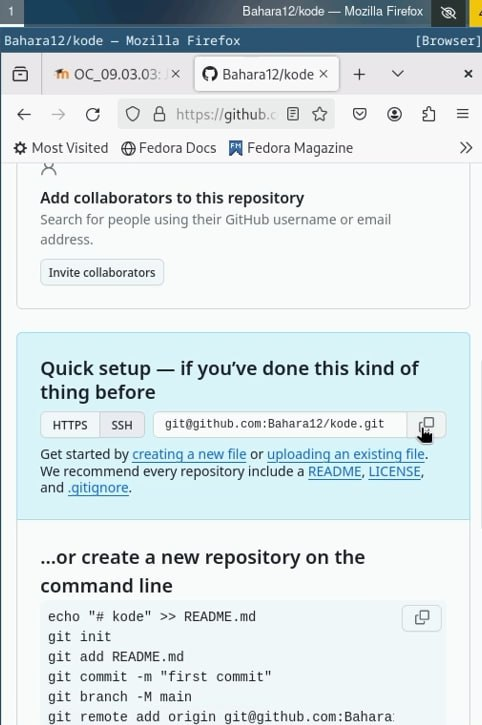 1
Bahara12/kode — Mozilla Firefox
Bahara12/kode — Mozilla Firefox
[Browser]
OC_09.03.03:
Bahara12/kode
https://github.c
Most Visited
Fedora Docs
FM
Fedora Magazine
Add collaborators to this repository
Search for people using their GitHub username or email
address.
Invite collaborators
Quick setup — if you’ve done this kind of
thing before
HTTPS
SSH
git@github.com:Bahara12/kode.git
Get started by creating a new file or uploading an existing file.
We recommend every repository include a README, LICENSE,
and .gitignore.
…or create a new repository on the
command line
echo "# kode" >> README.md
git init
git add README.md
git commit -m "first commit"
git branch -M main
git remote add origin git@github.com:Bahara